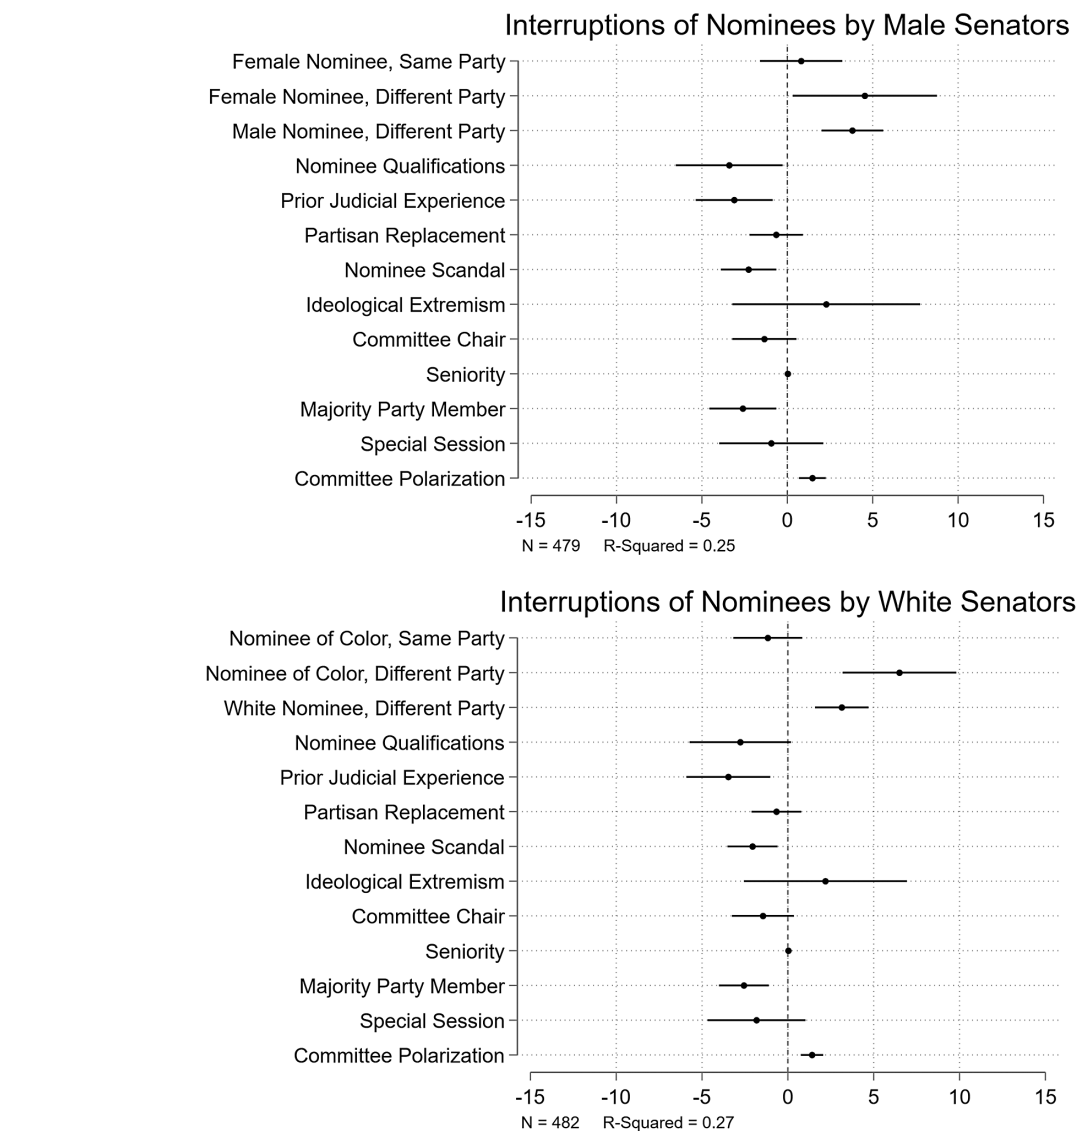 Interruptions of Nominees by Male Senators
Female Nominee, Same Party
Female Nominee, Different Party
Male Nominee, Different Party
Nominee Qualifications
Prior Judicial Experience
Partisan Replacement
Nominee Scandal
Ideological Extremism
Committee Chair
Seniority
Majority Party Member
Special Session
Committee Polarization
-15 -10 -5 0 5 10 15
N = 479 R-Squared = 0.25
Interruptions of Nominees by White Senators
Nominee of Color, Same Party
Nominee of Color, Different Party
White Nominee, Different Party
Nominee Qualifications
Prior Judicial Experience
Partisan Replacement
Nominee Scandal
Ideological Extremism
Committee Chair
Seniority
Majority Party Member
Special Session
Committee Polarization
-15 -10 -5 0 5 10 15
N = 482 R-Squared = 0.27